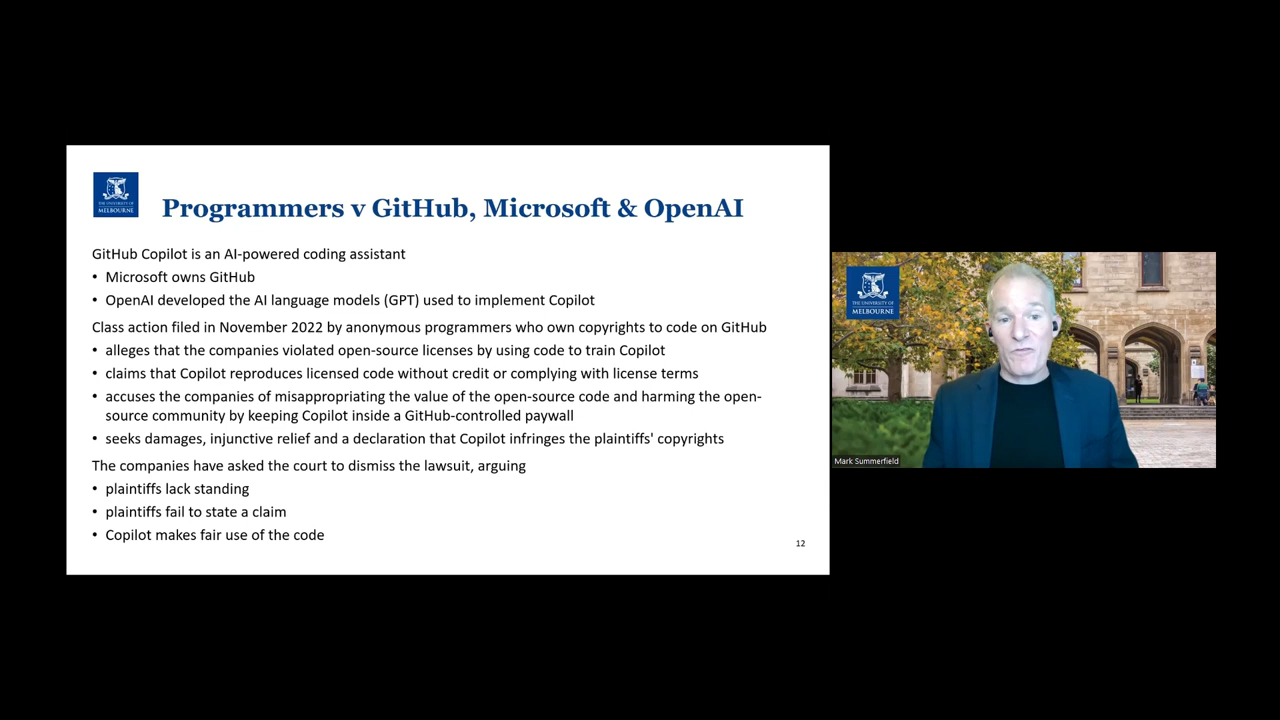 THE UNIVERSITY OF
MELBOURNE
Programmers v GitHub, Microsoft & OpenAI
GitHub Copilot is an AI-powered coding assistant
• Microsoft owns GitHub
• OpenAI developed the AI language models (GPT) used to implement Copilot
Class action filed in November 2022 by anonymous programmers who own copyrights to code on GitHub
• alleges that the companies violated open-source licenses by using code to train Copilot
• claims that Copilot reproduces licensed code without credit or complying with license terms
• accuses the companies of misappropriating the value of the open-source code and harming the open-
source community by keeping Copilot inside a GitHub-controlled paywall
• seeks damages, injunctive relief and a declaration that Copilot infringes the plaintiffs' copyrights
The companies have asked the court to dismiss the lawsuit, arguing
• plaintiffs lack standing
• plaintiffs fail to state a claim
• Copilot makes fair use of the code
12
THE UNIVERSITY OF
MELBOURNE
Mark Summerfield